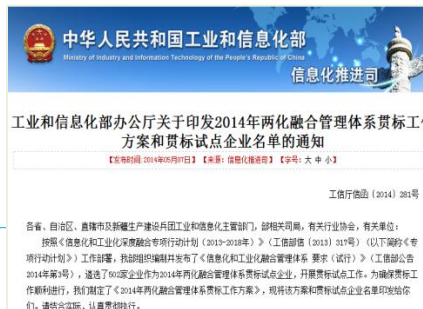 中华人民共和国工业和信息化部
Ministry of Industry and Information Technology of the People's Republic of China
信息化推进司
工业和信息化部办公厅关于印发2014年两化融合管理体系贯标工作
方案和贯标试点企业名单的通知
【发布时间:2014年05月07日】 【来源:信息化推进司】 【字号:大 中 小】
工信厅信函〔2014〕281号
各省、自治区、直辖市及新疆生产建设兵团工业和信息化主管部门,部相关司局,有关行业协会,有关单位:
按照《信息化和工业化深度融合专项行动计划(2013-2018年)》(工信部信〔2013〕317号)(以下简称《专
项行动计划》)工作部署,我部组织编制并发布了《信息化和工业化融合管理体系 要求(试行)》(工信部公告
2014年第3号),遴选了502家企业作为2014年两化融合管理体系贯标试点企业,开展贯标试点工作。为确保贯标工
作顺利进行,我们制定了《2014年两化融合管理体系贯标工作方案》,现将该方案和贯标试点企业名单印发给你
们。请结合实际,认真贯彻执行。